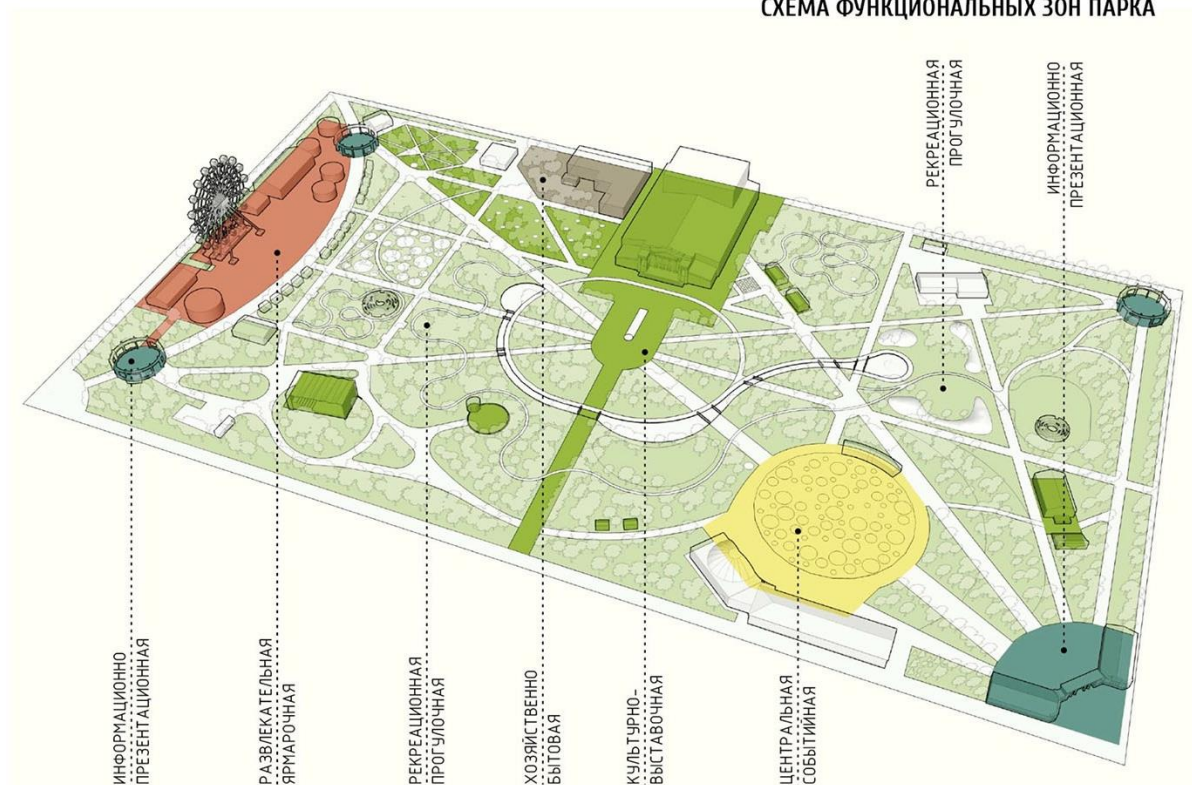 СХЕМА ФУНКЦИОНАЛЬНЫХ ЗОН ПАРКА
РЕКРЕАЦИОННАЯ
ПРОГУЛОЧНАЯ
ИНФОРМАЦИОННО
ПРЕЗЕНТАЦИОННАЯ
ИНФОРМАЦИОННО
ПРЕЗЕНТАЦИОННАЯ
РАЗВЛЕКАТЕЛЬНАЯ
ЯРМАРОЧНАЯ
РЕКРЕАЦИОННАЯ
ПРОГУЛОЧНАЯ
ХОЗЯЙСТВЕННО
БЫТОВАЯ
КУЛЬТУРНО-
ВЫСТАВОЧНАЯ
ЦЕНТРАЛЬНАЯ
СОБЫТИЙНАЯ